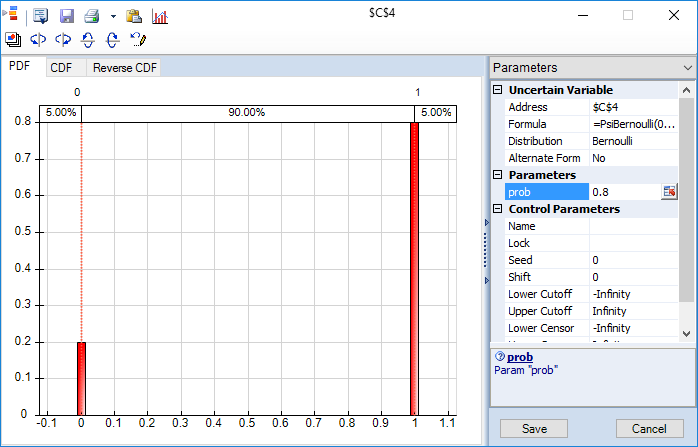 $C$4
PDF
CDF
Reverse CDF
0
1
5.00%
90.00%
5.00%
0.8
0.7
0.6
0.5
0.4
0.3
0.2
0.1
0
-0.1
0
0.1
0.2
0.3
0.4
0.5
0.6
0.7
0.8
0.9
1
1.1
Parameters
Uncertain Variable
Address $C$4
Formula =PsiBernoulli(0...
Distribution Bernoulli
Alternate Form No
Parameters
prob 0.8
Control Parameters
Name
Lock
Seed 0
Shift 0
Lower Cutoff -Infinity
Upper Cutoff Infinity
Lower Censor -Infinity
prob
Param "prob"
Save
Cancel